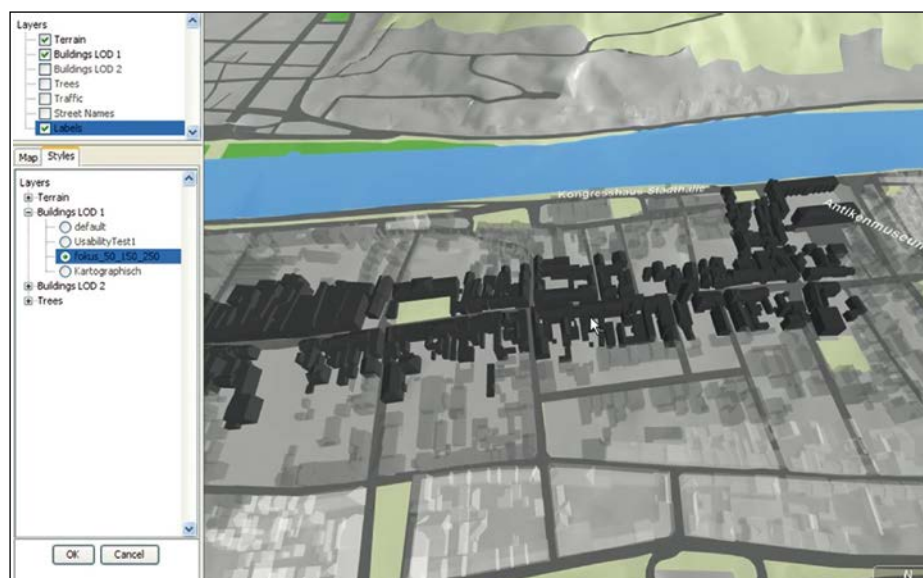 Layers
Terrain
Buildings LOD 1
Buildings LOD 2
Trees
Traffic
Street Names
Labels
Map Styles
Layers
Terrain
Buildings LOD 1
default
UsabilityTest1
fokus_50_150_250
Kartographisch
Buildings LOD 2
Trees
OK Cancel
Kongresshaus Stadthalle
Antikenmuseu
N